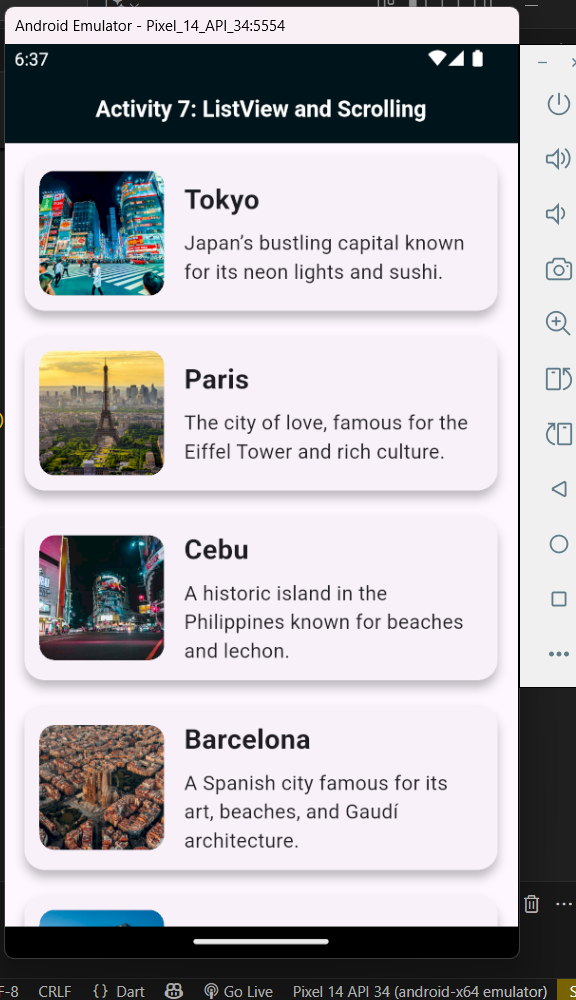 Android Emulator - Pixel_14_API_34:5554
6:37
Activity 7: ListView and Scrolling
Tokyo
Japan’s bustling capital known
for its neon lights and sushi.
Paris
The city of love, famous for the
Eiffel Tower and rich culture.
Cebu
A historic island in the
Philippines known for beaches
and lechon.
Barcelona
A Spanish city famous for its
art, beaches, and Gaudí
architecture.
F-8 CRLF {} Dart Go Live Pixel 14 API 34 (android-x64 emulator) S